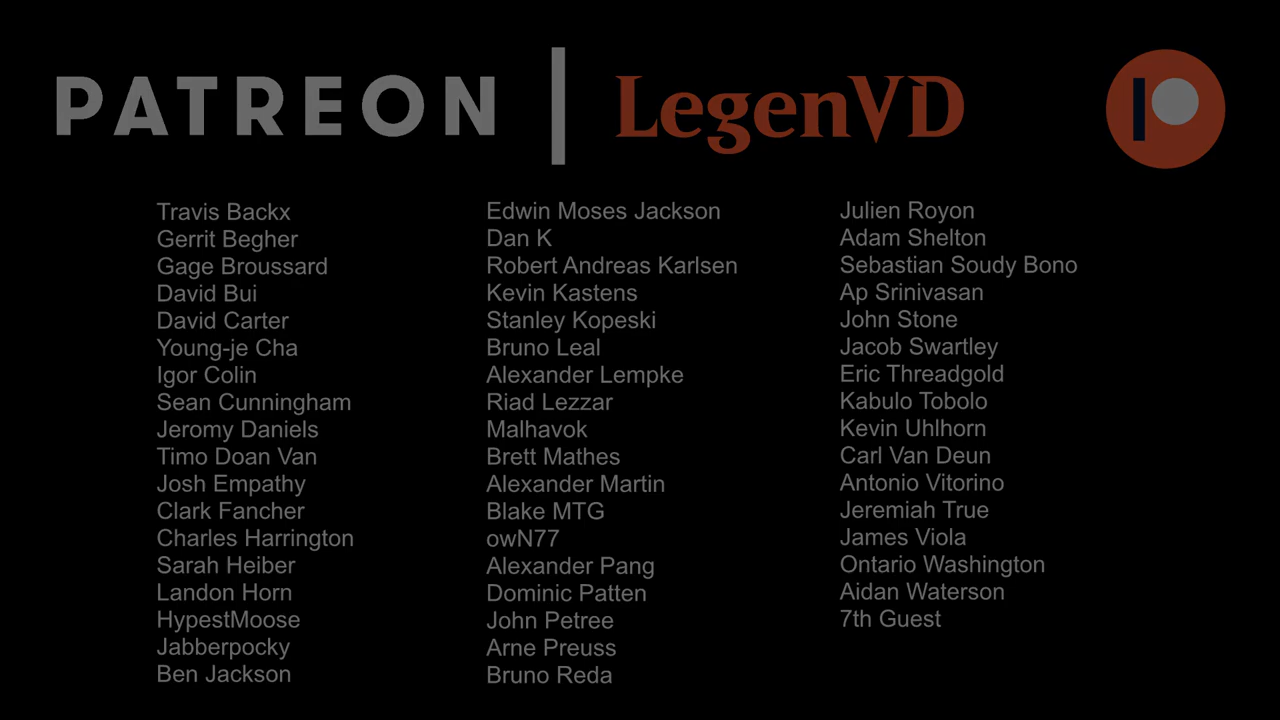 PATREON | LegenVD
Travis Backx
Gerrit Begher
Gage Broussard
David Bui
David Carter
Young-je Cha
Igor Colin
Sean Cunningham
Jeromy Daniels
Timo Doan Van
Josh Empathy
Clark Fancher
Charles Harrington
Sarah Heiber
Landon Horn
HypestMoose
Jabberpocky
Ben Jackson
Edwin Moses Jackson
Dan K
Robert Andreas Karlsen
Kevin Kastens
Stanley Kopeski
Bruno Leal
Alexander Lempke
Riad Lezzar
Malhavok
Brett Mathes
Alexander Martin
Blake MTG
owN77
Alexander Pang
Dominic Patten
John Petree
Arne Preuss
Bruno Reda
Julien Royon
Adam Shelton
Sebastian Soudy Bono
Ap Srinivasan
John Stone
Jacob Swartley
Eric Threadgold
Kabulo Tobolo
Kevin Uhlhorn
Carl Van Deun
Antonio Vitorino
Jeremiah True
James Viola
Ontario Washington
Aidan Waterson
7th Guest